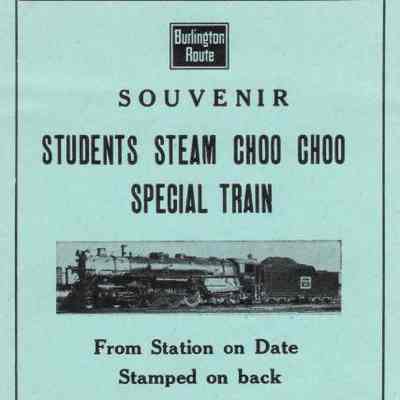 Burlington
Route
SOUVENIR
STUDENTS STEAM CHOO CHOO
SPECIAL TRAIN
From Station on Date
Stamped on back